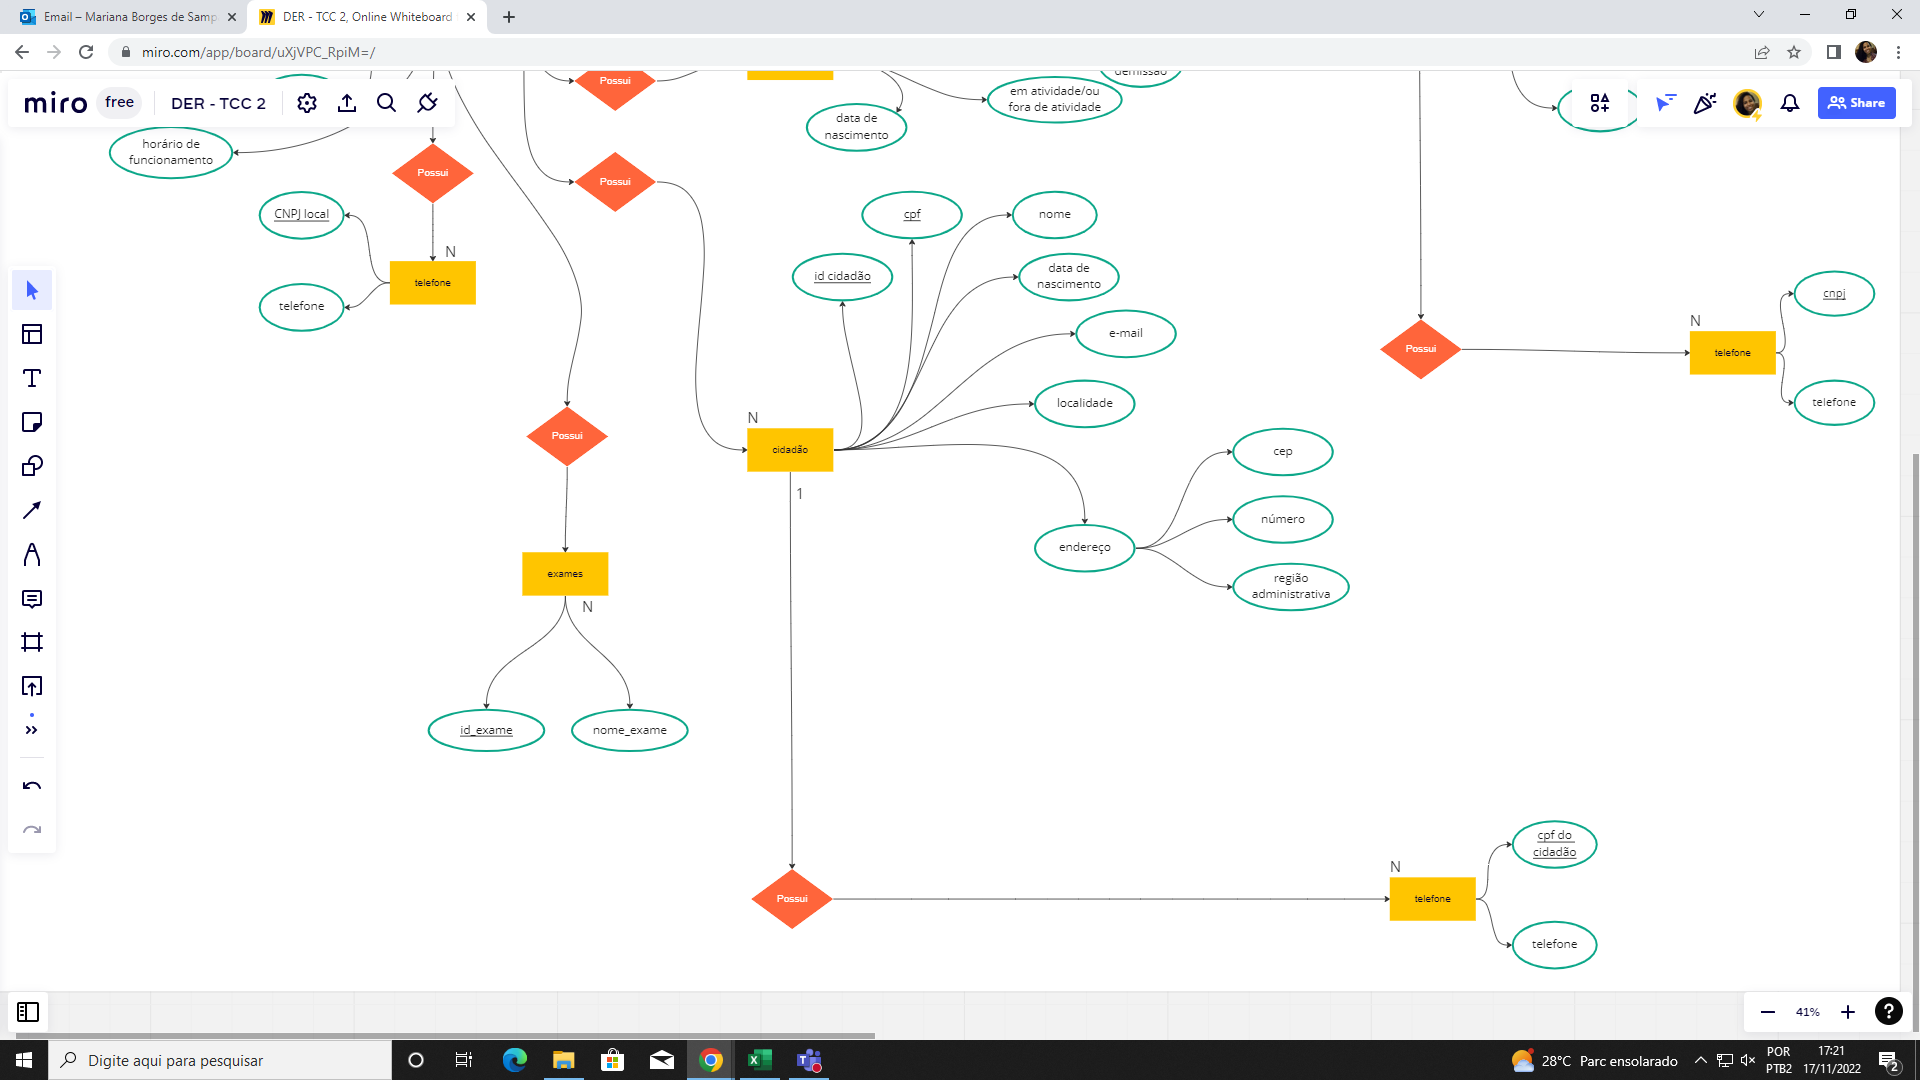 Email – Mariana Borges de Samp
DER - TCC 2, Online Whiteboard
miro.com/app/board/uXjVPC_RpiM=/
miro
free
DER - TCC 2
Share
Possui
demissão
em atividade/ou
fora de atividade
data de
nascimento
horário de
funcionamento
Possui
Possui
CNPJ local
cpf
nome
N
id cidadão
data de
nascimento
telefone
telefone
cnpj
e-mail
N
telefone
Possui
localidade
telefone
N
Possui
cidadão
cep
1
número
endereço
exames
região
administrativa
N
id_exame
nome_exame
cpf do
cidadão
N
Possui
telefone
telefone
41%
?
Digite aqui para pesquisar
28°C Parc ensolarado
POR
PTB2
17:21
17/11/2022
2